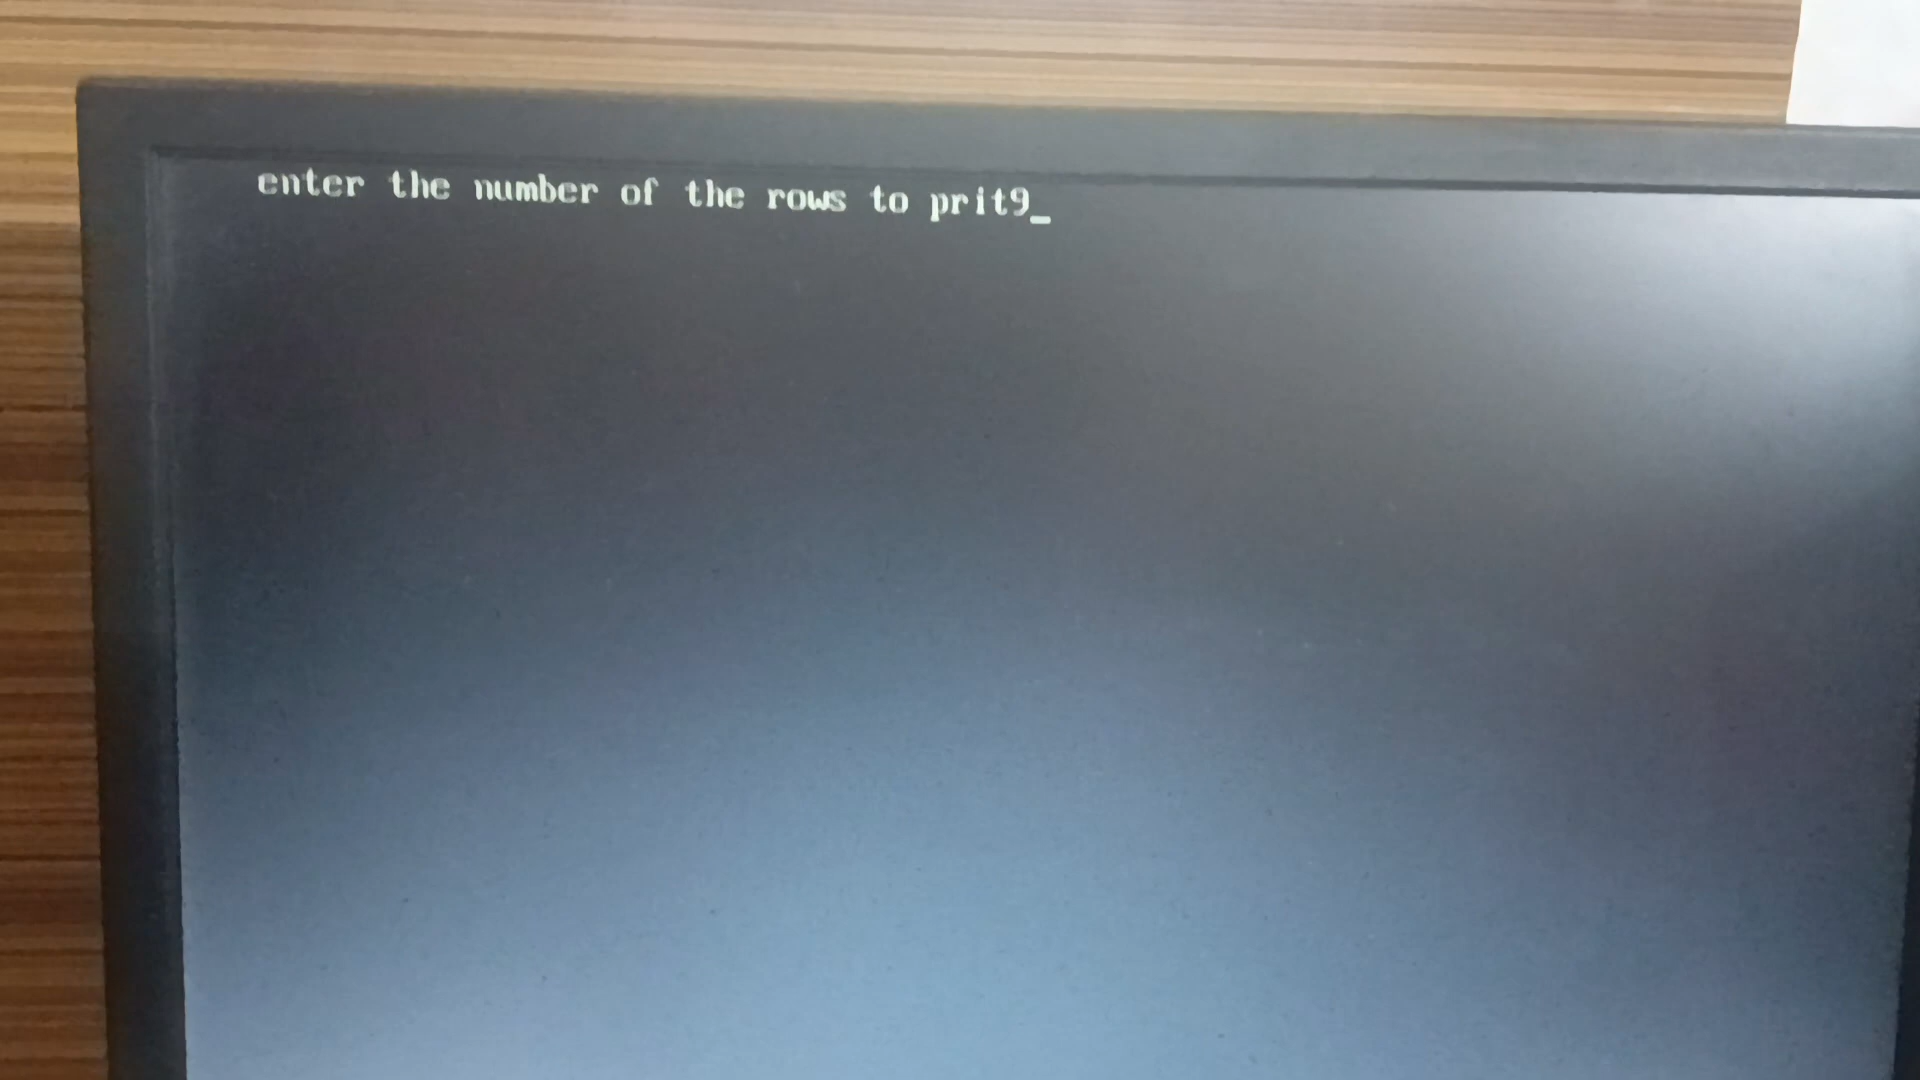 enter the number of the rows to prit9_